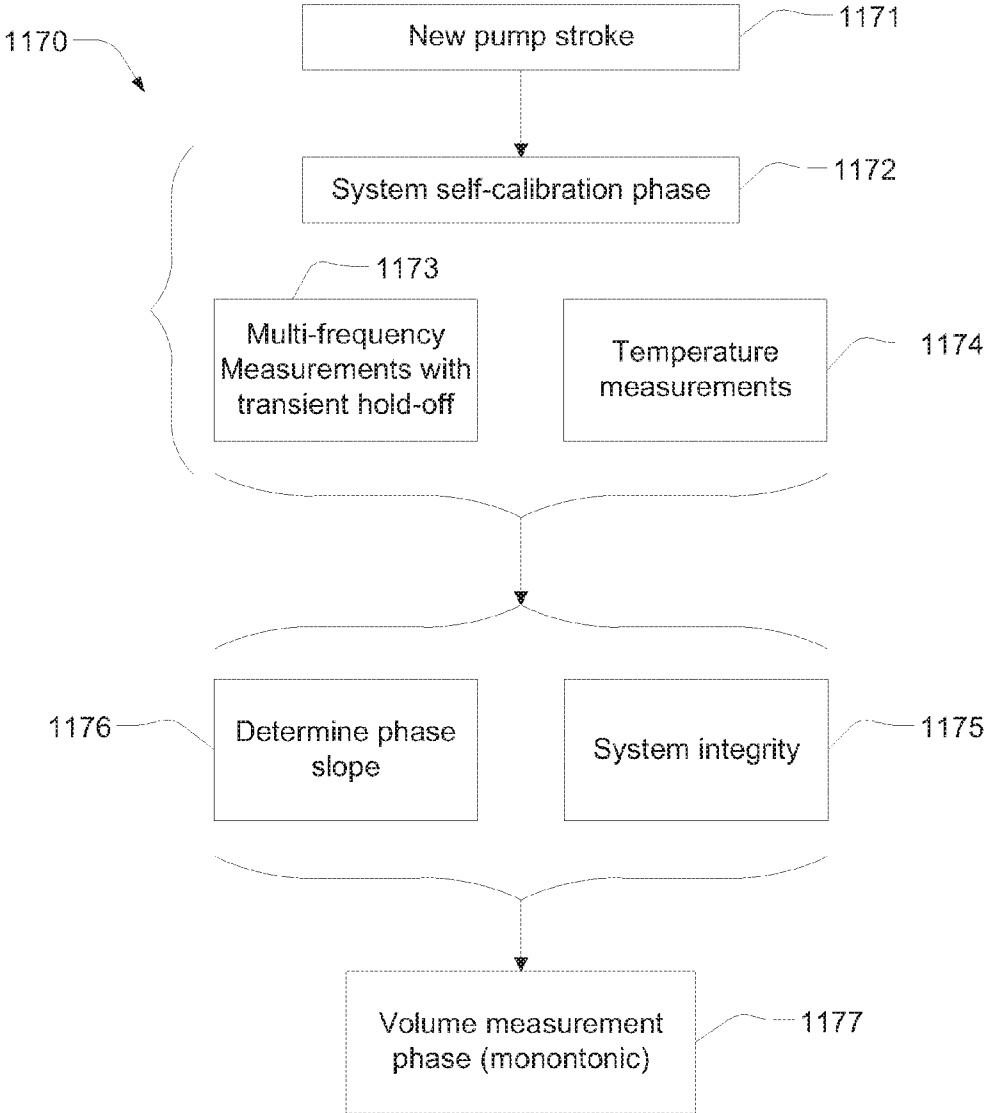 1170
New pump stroke
1171
System self-calibration phase
1172
1173
Multi-frequency
Measurements with
transient hold-off
Temperature
measurements
1174
1176
Determine phase
slope
System integrity
1175
Volume measurement
phase (monontonic)
1177